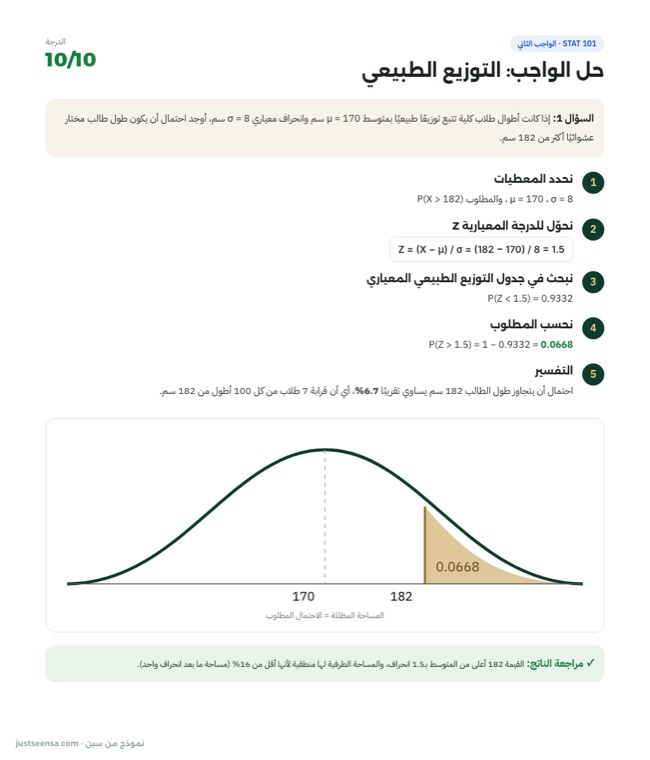 STAT 101 · الواجب الثاني
الدرجة
10/10
حل الواجب: التوزيع الطبيعي
السؤال 1: إذا كانت أطوال طلاب كلية تتبع توزيعًا طبيعيًا بمتوسط μ = 170 سم وانحراف معياري σ = 8 سم، أوجد احتمال أن يكون طول طالب مختار
عشوائيًا أكثر من 182 سم.
1
نحدد المعطيات
μ = 170 ، σ = 8 ، والمطلوب P(X > 182)
2
نحوّل للدرجة المعيارية Z
Z = (X − μ) / σ = (182 − 170) / 8 = 1.5
3
نبحث في جدول التوزيع الطبيعي المعياري
P(Z < 1.5) = 0.9332
4
نحسب المطلوب
P(Z > 1.5) = 1 − 0.9332 = 0.0668
5
التفسير
احتمال أن يتجاوز طول الطالب 182 سم يساوي تقريبًا 6.7%، أي أن قرابة 7 طلاب من كل 100 أطول من 182 سم.
0.0668
170
182
المساحة المظللة = الاحتمال المطلوب
✓ مراجعة الناتج: القيمة 182 أعلى من المتوسط بـ1.5 انحراف، والمساحة الطرفية لها منطقية لأنها أقل من 16% (مساحة ما بعد انحراف واحد).
نموذج من سين · justseensa.com